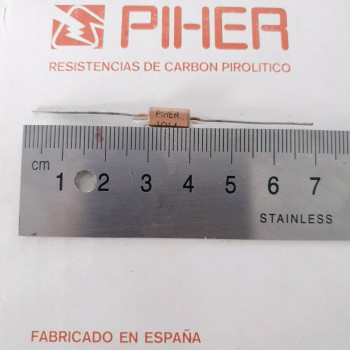 PIHER
RESISTENCIAS DE CARBON PIROLITICO
PIHER
cm
1 2 3 4 5 6 7
STAINLESS
FABRICADO EN ESPAÑA